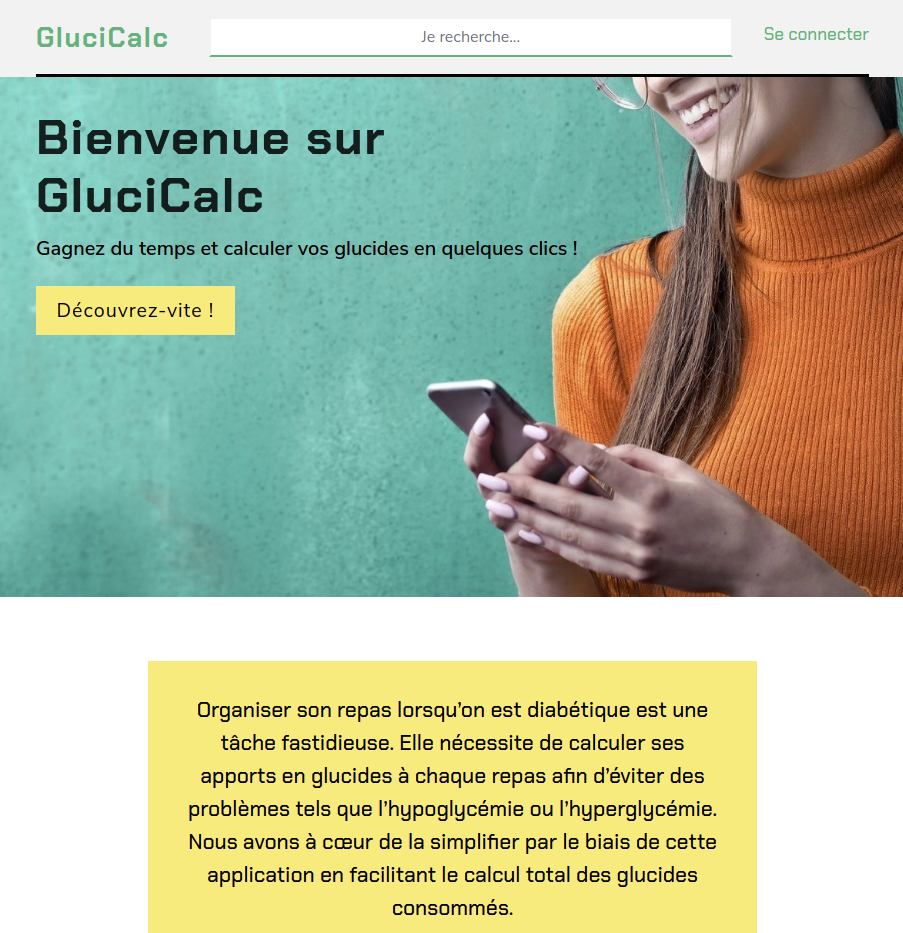 GluciCalc
Je recherche...
Se connecter
Bienvenue sur
GluciCalc
Gagnez du temps et calculer vos glucides en quelques clics !
Découvrez-vite !
Organiser son repas lorsqu’on est diabétique est une
tâche fastidieuse. Elle nécessite de calculer ses
apports en glucides à chaque repas afin d’éviter des
problèmes tels que l’hypoglycémie ou l’hyperglycémie.
Nous avons à cœur de la simplifier par le biais de cette
application en facilitant le calcul total des glucides
consommés.